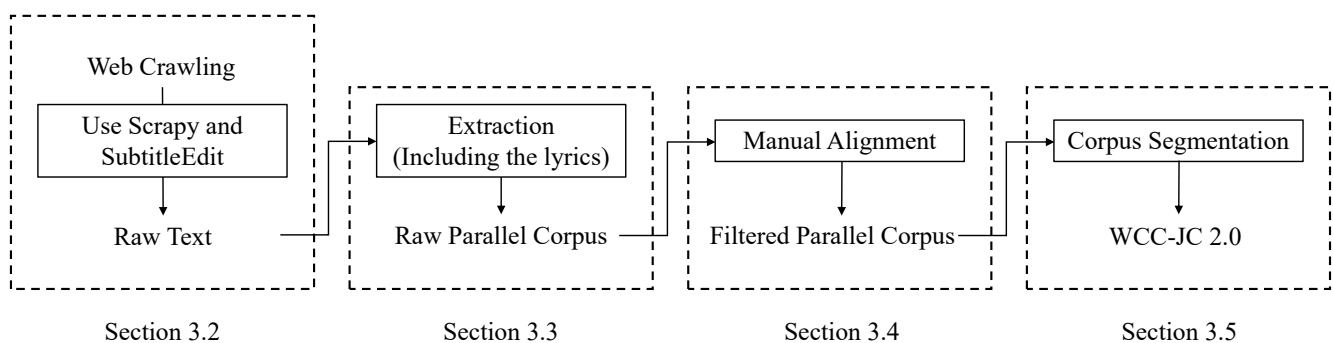 Web Crawling
Use Scrapy and
SubtitleEdit
Raw Text
Section 3.2
Extraction
(Including the lyrics)
Raw Parallel Corpus
Section 3.3
Manual Alignment
Filtered Parallel Corpus
Section 3.4
Corpus Segmentation
WCC-JC 2.0
Section 3.5